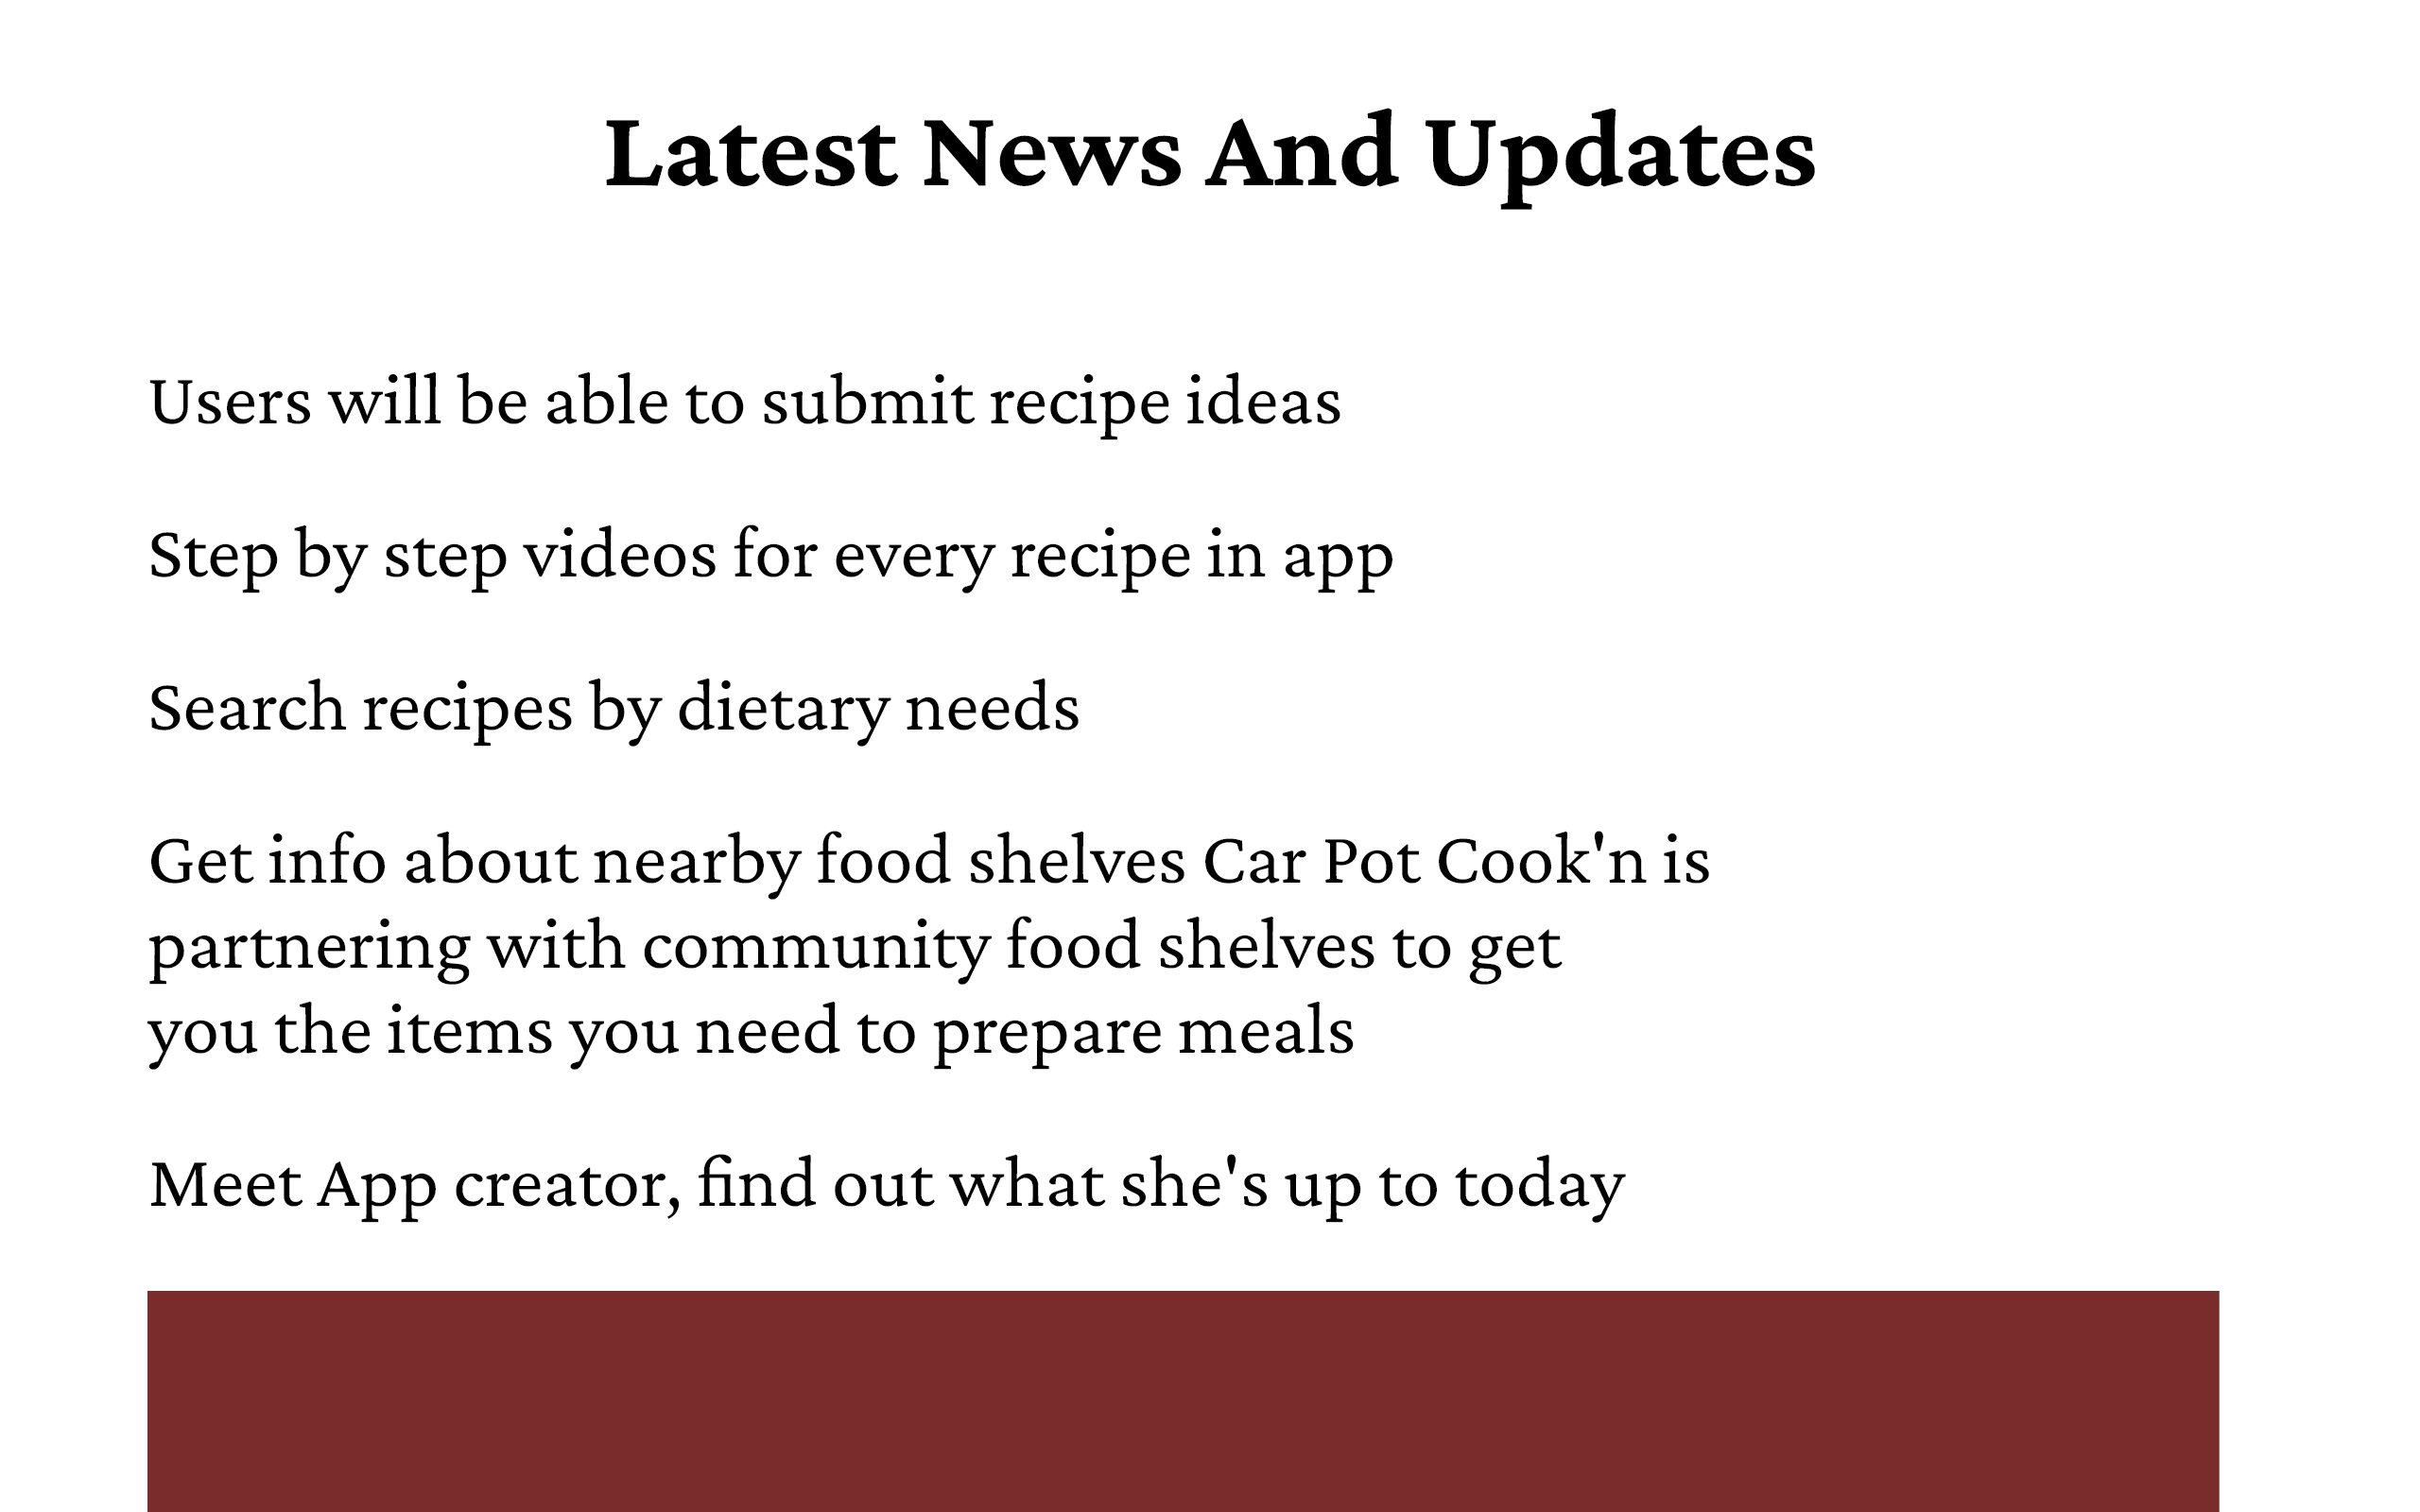 Latest News And Updates
Users will be able to submit recipe ideas
Step by step videos for every recipe in app
Search recipes by dietary needs
Get info about nearby food shelves Car Pot Cook'n is
partnering with community food shelves to get
you the items you need to prepare meals
Meet App creator, find out what she's up to today